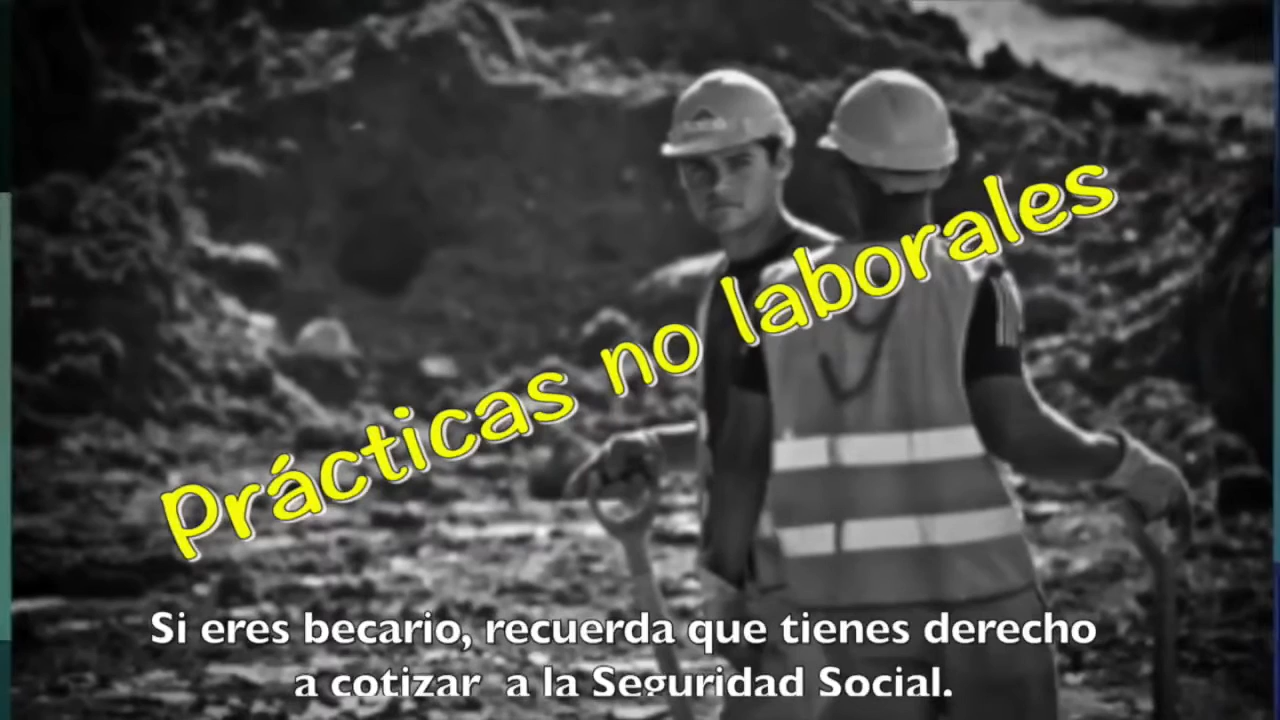 Prácticas no laborales
Si eres becario, recuerda que tienes derecho
a cotizar a la Seguridad Social.